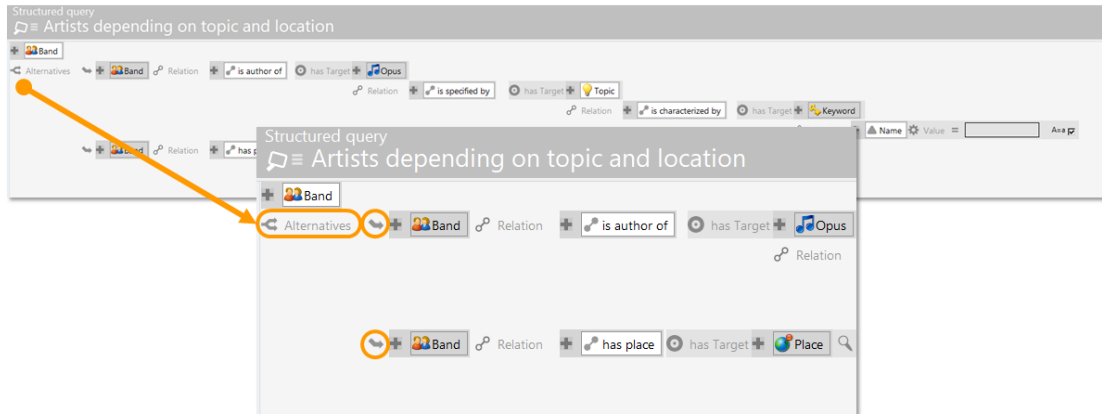 Structured query
Artists depending on topic and location
Band
Alternatives Band Relation is author of has Target Opus
Relation is specified by has Target Topic
Relation is characterized by has Target Keyword
Name Value = A≠a
Band Relation has
Structured query
Artists depending on topic and location
Band
Alternatives Band Relation is author of has Target Opus
Relation
Band Relation has place has Target Place